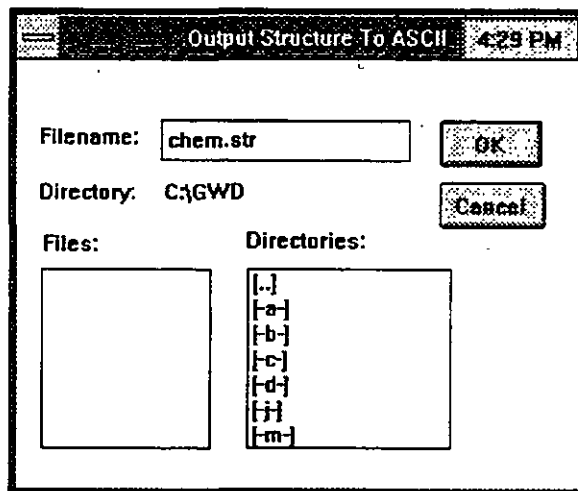 Output Structure To ASCII 4:29 PM
Filename: chem.str OK
Directory: C:\GWD Cancel
Files: Directories:
[..]
[-a-]
[-b-]
[-c-]
[-d-]
[-j-]
[-m-]